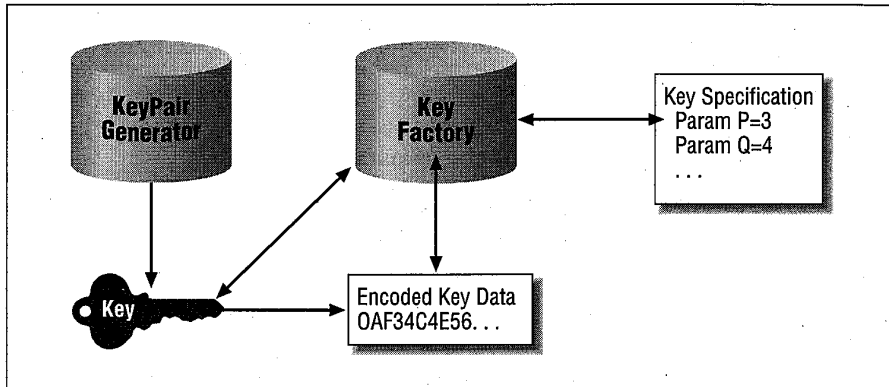 KeyPair
Generator
Key
Factory
Key Specification
Param P=3
Param Q=4
. . .
Key
Encoded Key Data
OAF34C4E56. . .